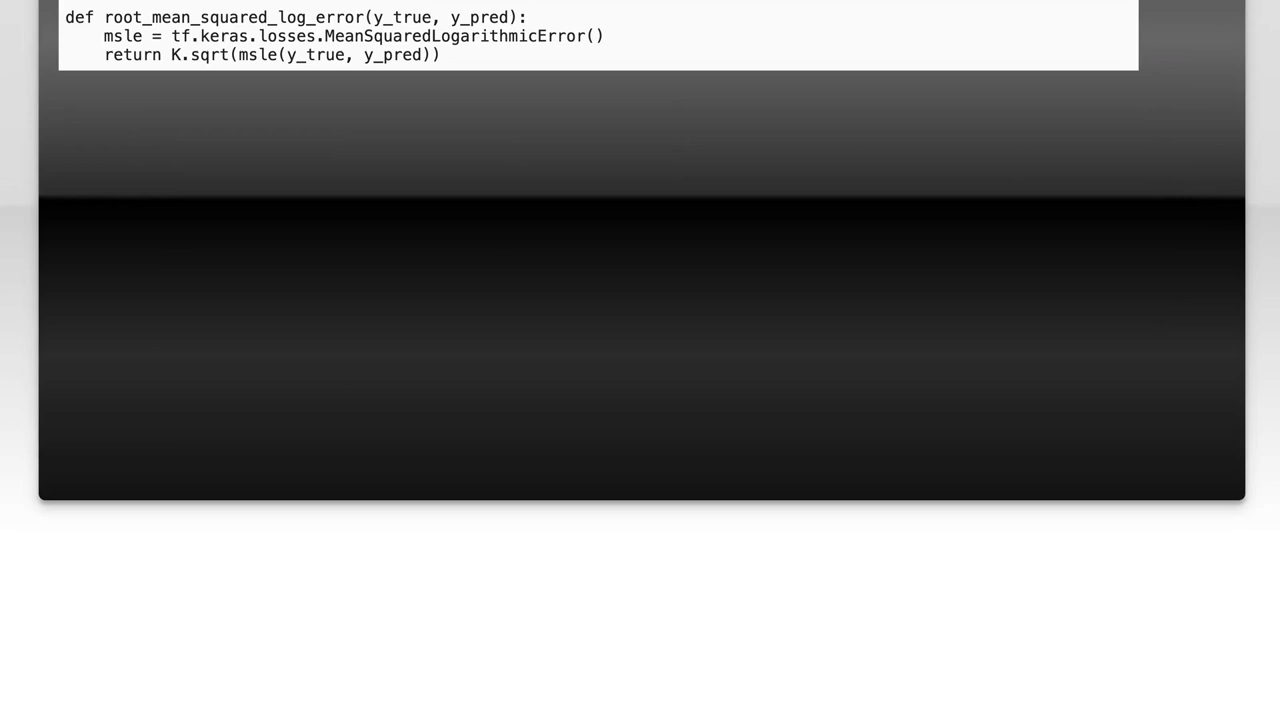 def root_mean_squared_log_error(y_true, y_pred):
    msle = tf.keras.losses.MeanSquaredLogarithmicError()
    return K.sqrt(msle(y_true, y_pred))